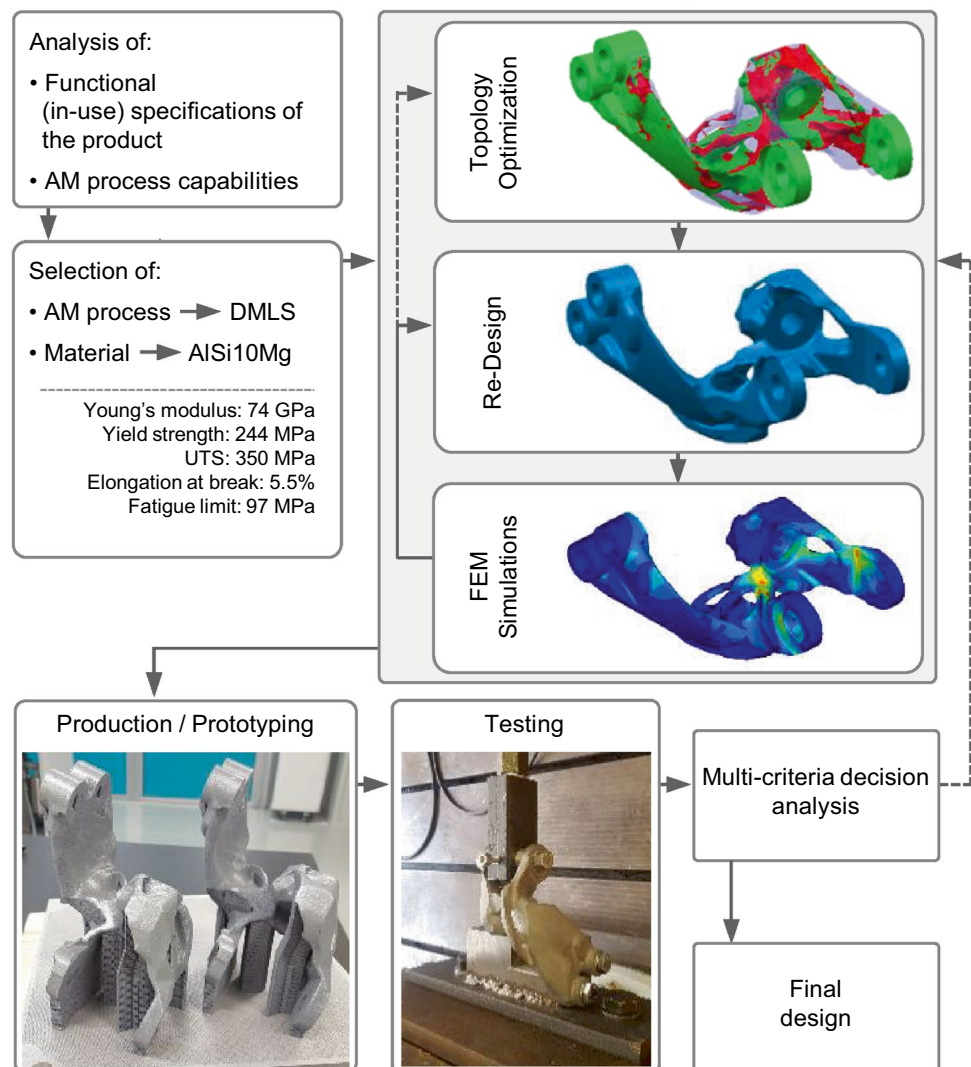 Analysis of:
• Functional
(in-use) specifications of
the product
• AM process capabilities
Selection of:
• AM process → DMLS
• Material → AlSi10Mg
Young's modulus: 74 GPa
Yield strength: 244 MPa
UTS: 350 MPa
Elongation at break: 5.5%
Fatigue limit: 97 MPa
Topology
Optimization
Re-Design
FEM
Simulations
Production / Prototyping
Testing
Multi-criteria decision
analysis
Final
design